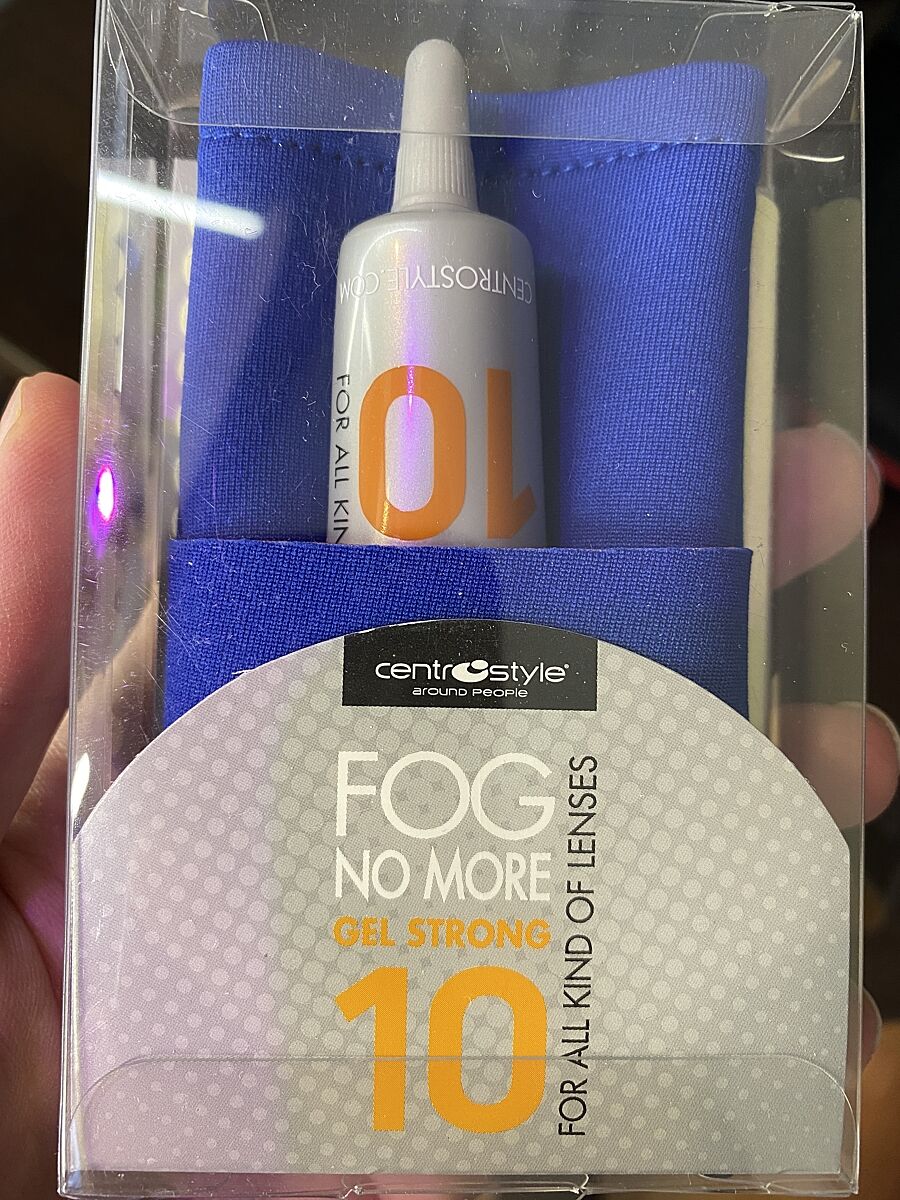 CENTROSTYLE.COM
10
FOR ALL KIN
centrostyle®
AROUND PEOPLE
FOG
NO MORE
GEL STRONG
10
FOR ALL KIND OF LENSES